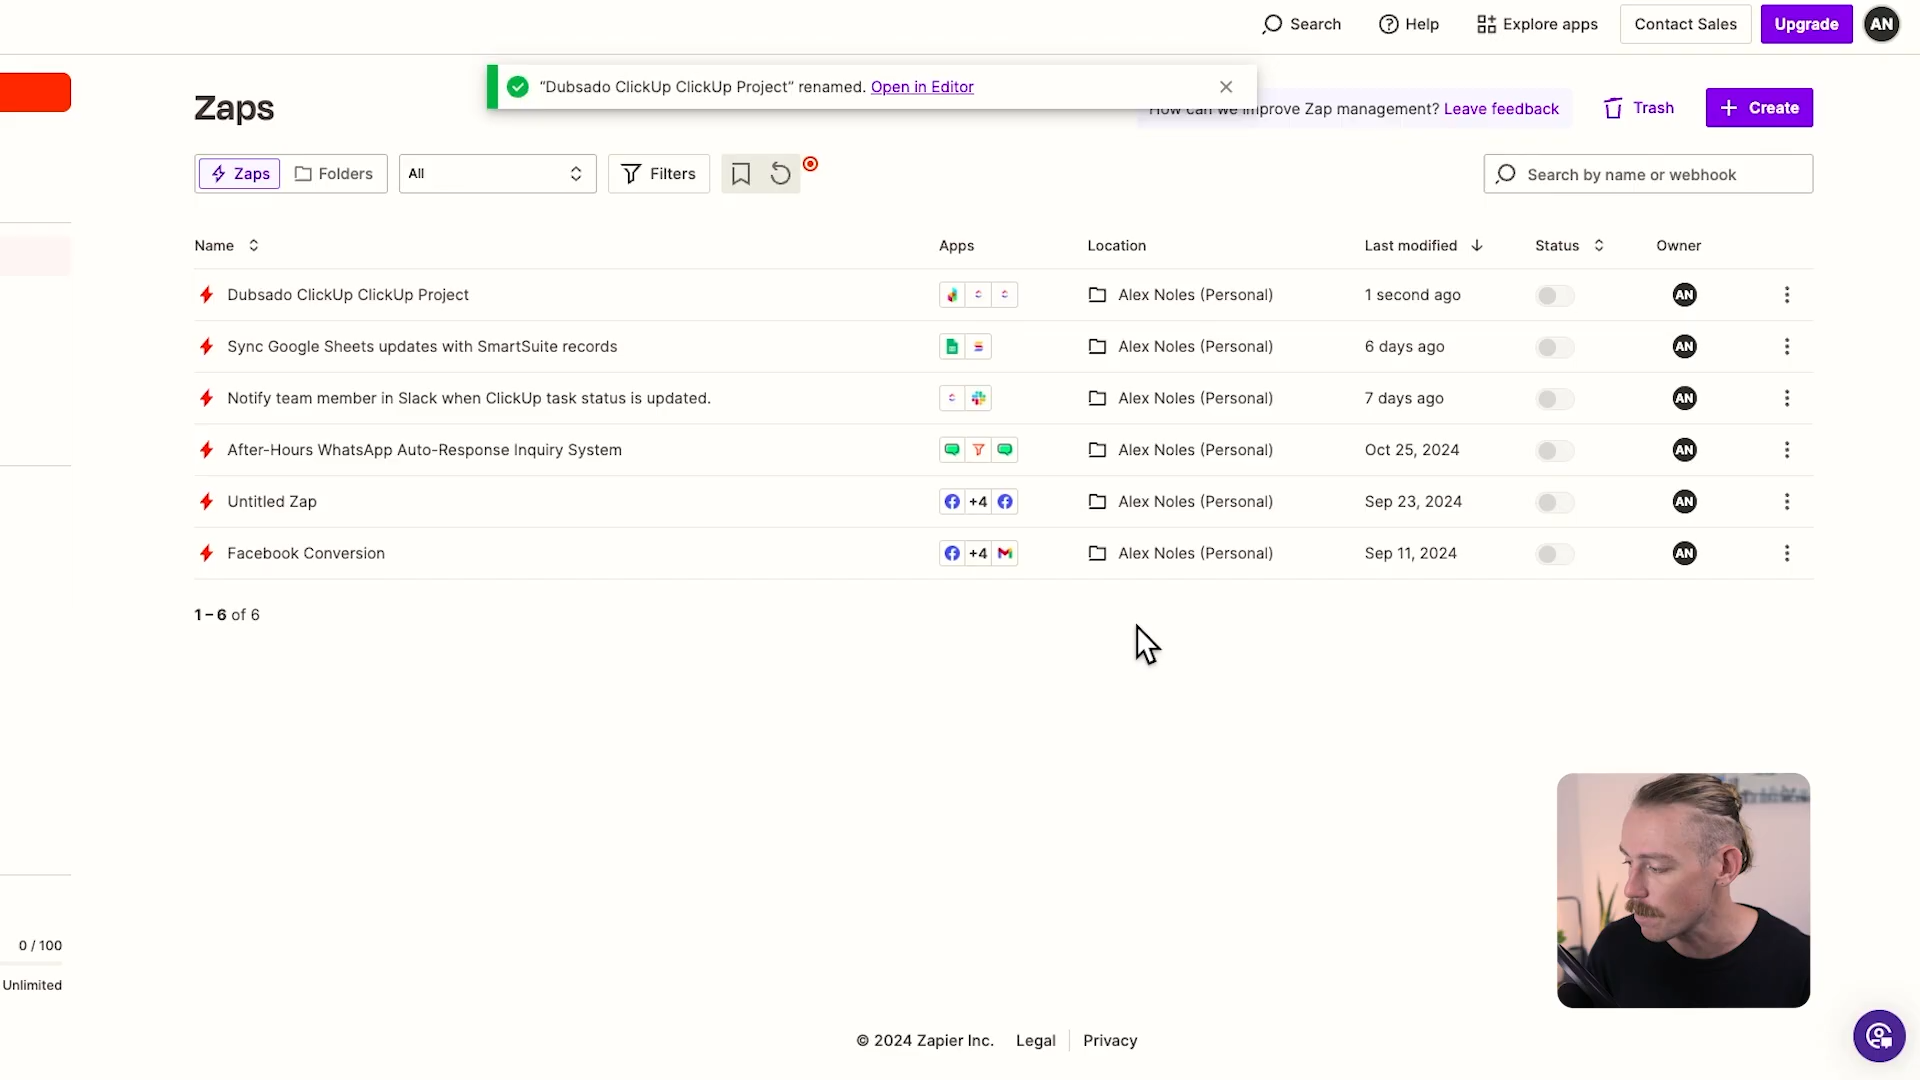 Search Help Explore apps Contact Sales Upgrade AN
“Dubsado ClickUp ClickUp Project” renamed. Open in Editor
Zaps
How can we improve Zap management? Leave feedback Trash Create
Zaps Folders All Filters Search by name or webhook
Name Apps Location Last modified Status Owner
Dubsado ClickUp ClickUp Project Alex Noles (Personal) 1 second ago AN
Sync Google Sheets updates with SmartSuite records Alex Noles (Personal) 6 days ago AN
Notify team member in Slack when ClickUp task status is updated. Alex Noles (Personal) 7 days ago AN
After-Hours WhatsApp Auto-Response Inquiry System Alex Noles (Personal) Oct 25, 2024 AN
Untitled Zap +4 Alex Noles (Personal) Sep 23, 2024 AN
Facebook Conversion +4 Alex Noles (Personal) Sep 11, 2024 AN
1–6 of 6
0 / 100
Unlimited
© 2024 Zapier Inc. Legal Privacy